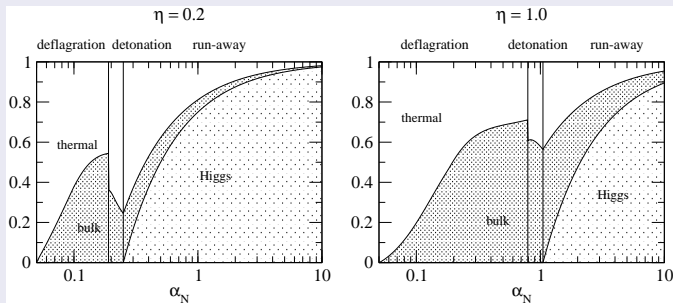 η = 0.2
deflagration detonation run-away
1
0.8
0.6
0.4
0.2
0
thermal
bulk
Higgs
0.1 1 10
α_N
η = 1.0
deflagration detonation run-away
1
0.8
0.6
0.4
0.2
0
thermal
bulk
Higgs
0.1 1 10
α_N